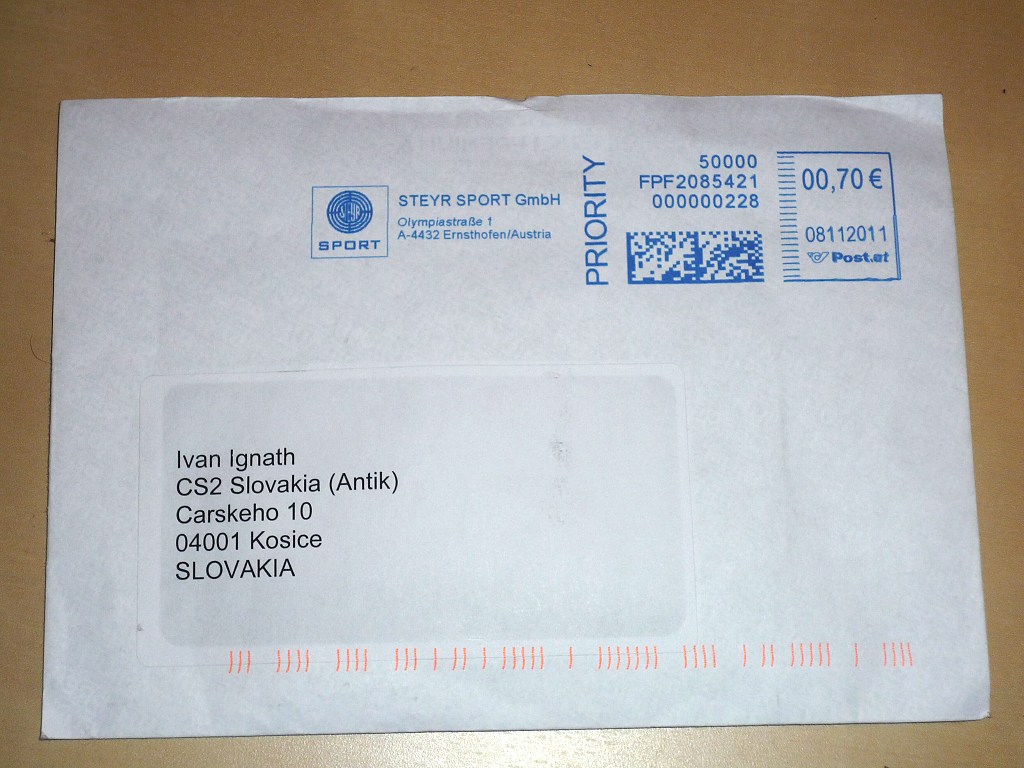 STEYR SPORT GmbH
Olympiastraße 1
A-4432 Ernsthofen/Austria
SPORT
PRIORITY
50000
FPF2085421
000000228
00,70 €
08112011
Post.at
Ivan Ignath
CS2 Slovakia (Antik)
Carskeho 10
04001 Kosice
SLOVAKIA